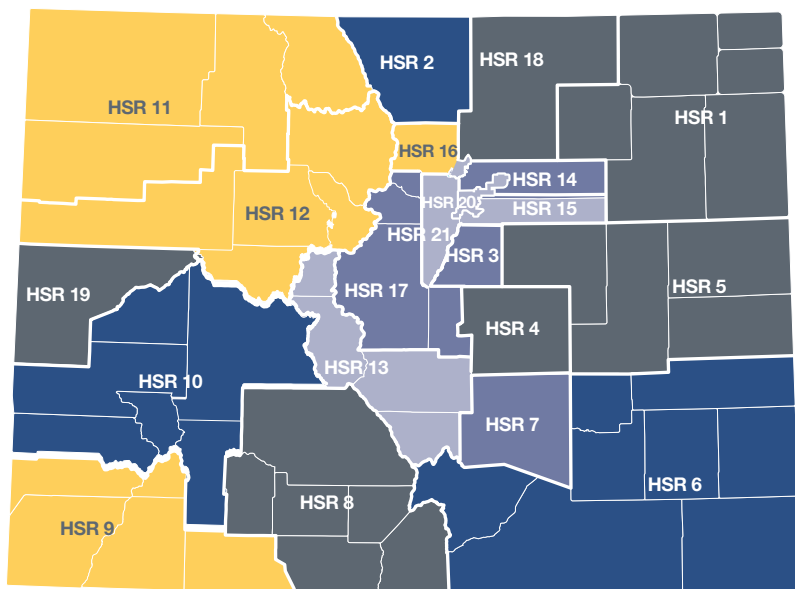 HSR 2
HSR 18
HSR 11
HSR 1
HSR 16
HSR 14
HSR 20
HSR 15
HSR 12
HSR 21
HSR 3
HSR 19
HSR 17
HSR 5
HSR 4
HSR 13
HSR 10
HSR 7
HSR 6
HSR 8
HSR 9